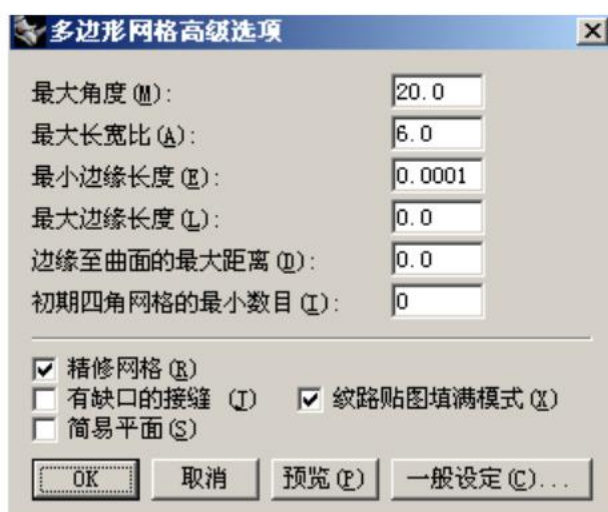 多边形网格高级选项
最大角度(M): 20.0
最大长宽比(A): 6.0
最小边缘长度(E): 0.0001
最大边缘长度(L): 0.0
边缘至曲面的最大距离(D): 0.0
初期四角网格的最小数目(I): 0
精修网格(R)
有缺口的接缝 (J) 纹路贴图填满模式(X)
简易平面(S)
OK 取消 预览(P) 一般设定(C)...